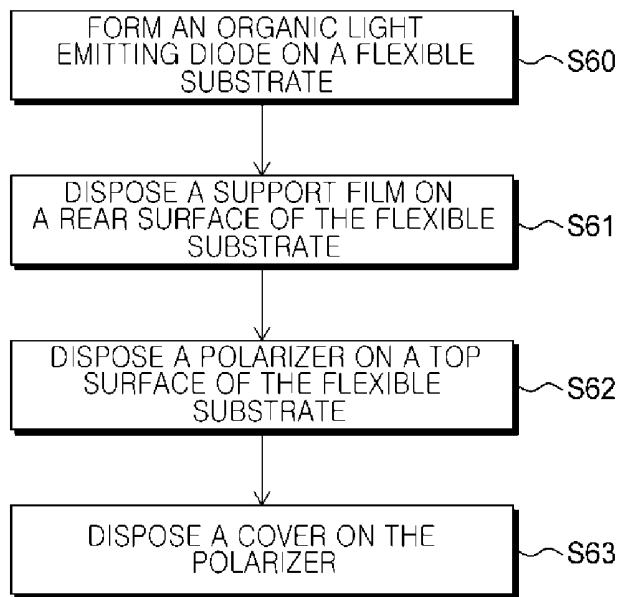 FORM AN ORGANIC LIGHT
EMITTING DIODE ON A FLEXIBLE
SUBSTRATE
S60
DISPOSE A SUPPORT FILM ON
A REAR SURFACE OF THE FLEXIBLE
SUBSTRATE
S61
DISPOSE A POLARIZER ON A TOP
SURFACE OF THE FLEXIBLE
SUBSTRATE
S62
DISPOSE A COVER ON THE
POLARIZER
S63